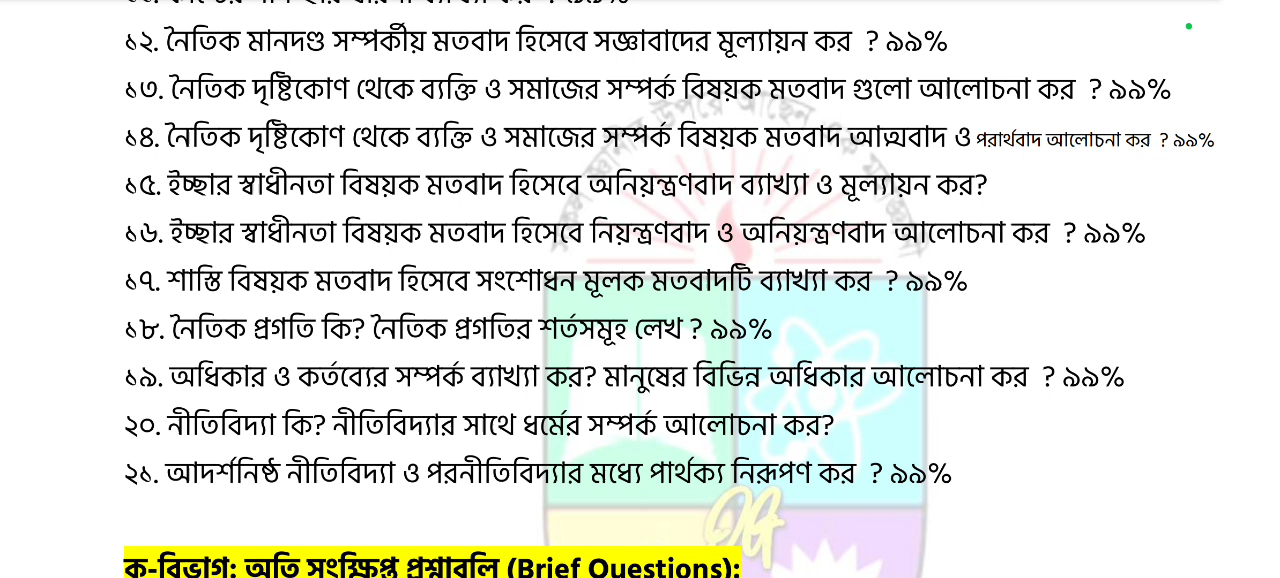 ১২. নৈতিক মানদণ্ড সম্পর্কীয় মতবাদ হিসেবে সজ্ঞাবাদের মূল্যায়ন কর ? ৯৯%
১৩. নৈতিক দৃষ্টিকোণ থেকে ব্যক্তি ও সমাজের সম্পর্ক বিষয়ক মতবাদ গুলো আলোচনা কর ? ৯৯%
১৪. নৈতিক দৃষ্টিকোণ থেকে ব্যক্তি ও সমাজের সম্পর্ক বিষয়ক মতবাদ আত্মবাদ ও পরার্থবাদ আলোচনা কর ? ৯৯%
১৫. ইচ্ছার স্বাধীনতা বিষয়ক মতবাদ হিসেবে অনিয়ন্ত্রণবাদ ব্যাখ্যা ও মূল্যায়ন কর?
১৬. ইচ্ছার স্বাধীনতা বিষয়ক মতবাদ হিসেবে নিয়ন্ত্রণবাদ ও অনিয়ন্ত্রণবাদ আলোচনা কর ? ৯৯%
১৭. শাস্তি বিষয়ক মতবাদ হিসেবে সংশোধন মূলক মতবাদটি ব্যাখ্যা কর ? ৯৯%
১৮. নৈতিক প্রগতি কি? নৈতিক প্রগতির শর্তসমূহ লেখ ? ৯৯%
১৯. অধিকার ও কর্তব্যের সম্পর্ক ব্যাখ্যা কর? মানুষের বিভিন্ন অধিকার আলোচনা কর ? ৯৯%
২০. নীতিবিদ্যা কি? নীতিবিদ্যার সাথে ধর্মের সম্পর্ক আলোচনা কর?
২১. আদর্শনিষ্ঠ নীতিবিদ্যা ও পরনীতিবিদ্যার মধ্যে পার্থক্য নিরূপণ কর ? ৯৯%
ক-বিভাগ: অতি সংক্ষিপ্ত প্রশ্নাবলি (Brief Questions):